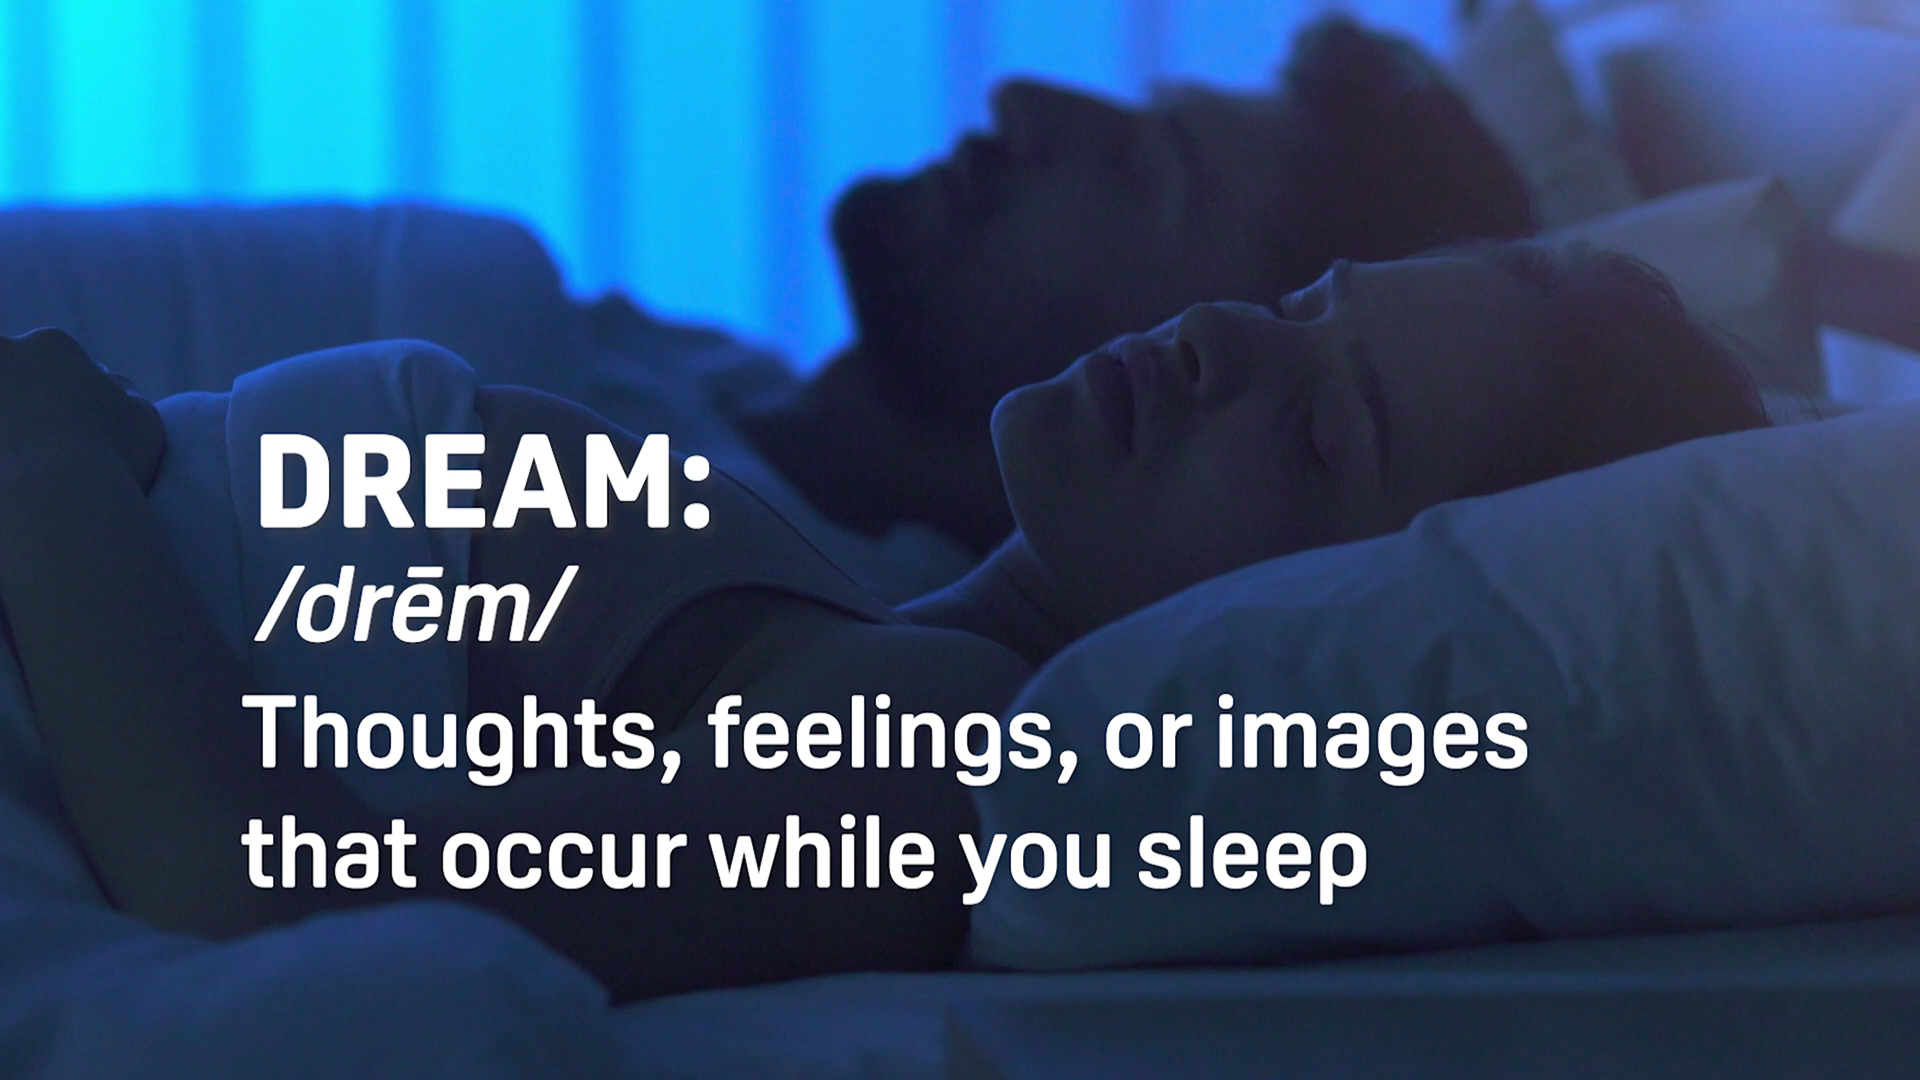 DREAM:
/drēm/
Thoughts, feelings, or images
that occur while you sleep